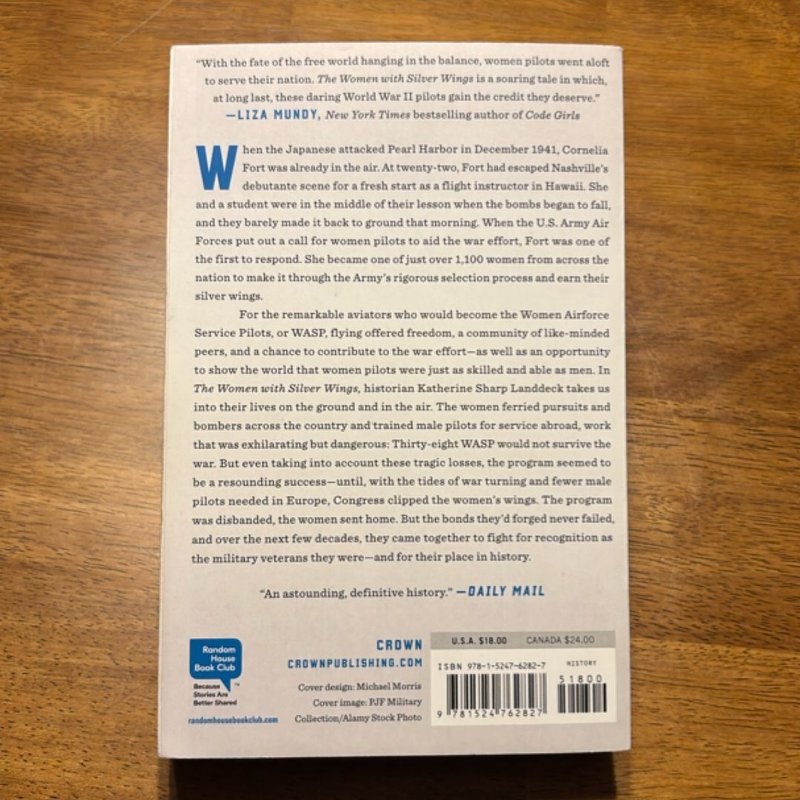 “With the fate of the free world hanging in the balance, women pilots went aloft
to serve their nation. The Women with Silver Wings is a soaring tale in which,
at long last, these daring World War II pilots gain the credit they deserve.”
—LIZA MUNDY, New York Times bestselling author of Code Girls
When the Japanese attacked Pearl Harbor in December 1941, Cornelia
Fort was already in the air. At twenty-two, Fort had escaped Nashville’s
debutante scene for a fresh start as a flight instructor in Hawaii. She
and a student were in the middle of their lesson when the bombs began to fall,
and they barely made it back to ground that morning. When the U.S. Army Air
Forces put out a call for women pilots to aid the war effort, Fort was one of
the first to respond. She became one of just over 1,100 women from across the
nation to make it through the Army’s rigorous selection process and earn their
silver wings.
For the remarkable aviators who would become the Women Airforce
Service Pilots, or WASP, flying offered freedom, a community of like-minded
peers, and a chance to contribute to the war effort—as well as an opportunity
to show the world that women pilots were just as skilled and able as men. In
The Women with Silver Wings, historian Katherine Sharp Landdeck takes us
into their lives on the ground and in the air. The women ferried pursuits and
bombers across the country and trained male pilots for service abroad, work
that was exhilarating but dangerous: Thirty-eight WASP would not survive the
war. But even taking into account these tragic losses, the program seemed to
be a resounding success—until, with the tides of war turning and fewer male
pilots needed in Europe, Congress clipped the women’s wings. The program
was disbanded, the women sent home. But the bonds they’d forged never failed,
and over the next few decades, they came together to fight for recognition as
the military veterans they were—and for their place in history.
“An astounding, definitive history.” —DAILY MAIL
Random
House
Book Club
Because
Stories Are
Better Shared ™
randomhousebookclub.com
CROWN
CROWNPUBLISHING.COM
Cover design: Michael Morris
Cover image: PJF Military
Collection/Alamy Stock Photo
U.S.A. $18.00 CANADA $24.00
ISBN 978-1-5247-6282-7
HISTORY
51800
9 781524 762827